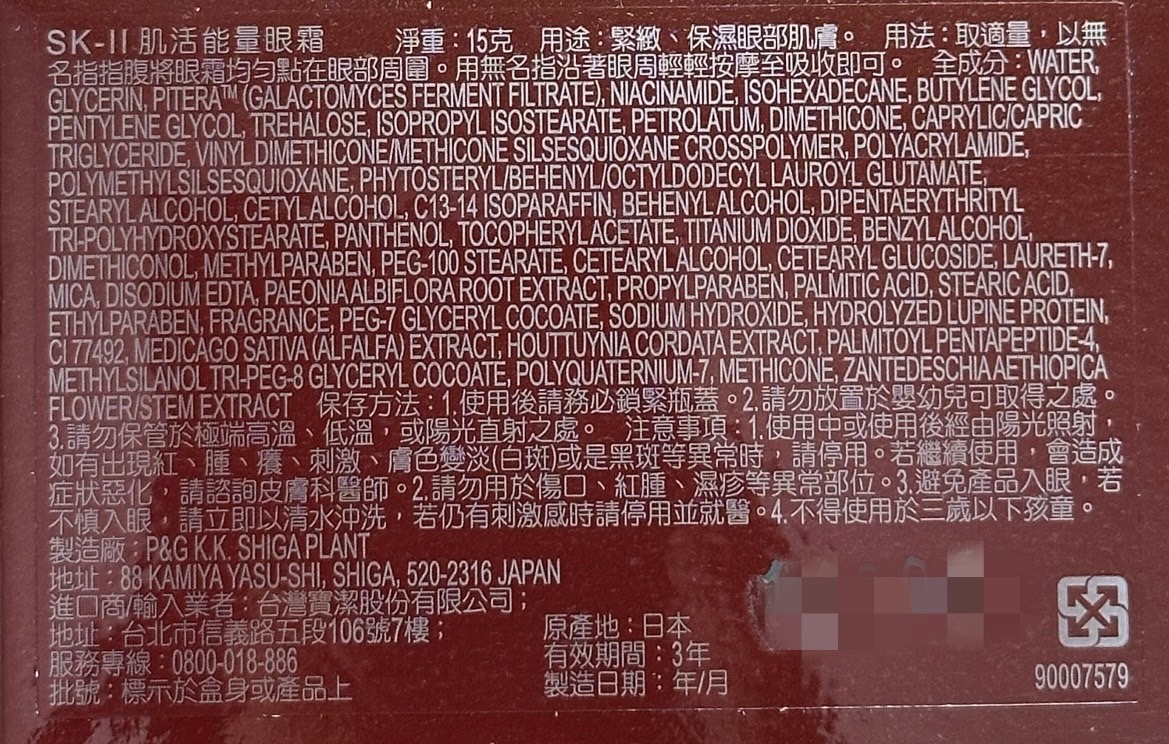 SK-II 肌活能量眼霜 淨重：15克 用途：緊緻、保濕眼部肌膚。 用法：取適量，以無
名指指腹將眼霜均勻點在眼部周圍。用無名指沿著眼周輕輕按摩至吸收即可。 全成分：WATER,
GLYCERIN, PITERA™ (GALACTOMYCES FERMENT FILTRATE), NIACINAMIDE, ISOHEXADECANE, BUTYLENE GLYCOL,
PENTYLENE GLYCOL, TREHALOSE, ISOPROPYL ISOSTEARATE, PETROLATUM, DIMETHICONE, CAPRYLIC/CAPRIC
TRIGLYCERIDE, VINYL DIMETHICONE/METHICONE SILSESQUIOXANE CROSSPOLYMER, POLYACRYLAMIDE,
POLYMETHYLSILSESQUIOXANE, PHYTOSTERYL/BEHENYL/OCTYLDODECYL LAUROYL GLUTAMATE,
STEARYL ALCOHOL, CETYL ALCOHOL, C13-14 ISOPARAFFIN, BEHENYL ALCOHOL, DIPENTAERYTHRITYL
TRI-POLYHYDROXYSTEARATE, PANTHENOL, TOCOPHERYL ACETATE, TITANIUM DIOXIDE, BENZYL ALCOHOL,
DIMETHICONOL, METHYLPARABEN, PEG-100 STEARATE, CETEARYL ALCOHOL, CETEARYL GLUCOSIDE, LAURETH-7,
MICA, DISODIUM EDTA, PAEONIA ALBIFLORA ROOT EXTRACT, PROPYLPARABEN, PALMITIC ACID, STEARIC ACID,
ETHYLPARABEN, FRAGRANCE, PEG-7 GLYCERYL COCOATE, SODIUM HYDROXIDE, HYDROLYZED LUPINE PROTEIN,
CI 77492, MEDICAGO SATIVA (ALFALFA) EXTRACT, HOUTTUYNIA CORDATA EXTRACT, PALMITOYL PENTAPEPTIDE-4,
METHYLSILANOL TRI-PEG-8 GLYCERYL COCOATE, POLYQUATERNIUM-7, METHICONE, ZANTEDESCHIA AETHIOPICA
FLOWER/STEM EXTRACT 保存方法：1.使用後請務必鎖緊瓶蓋。2.請勿放置於嬰幼兒可取得之處。
3.請勿保管於極端高溫、低溫，或陽光直射之處。 注意事項：1.使用中或使用後經由陽光照射，
如有出現紅、腫、癢、刺激、膚色變淡(白斑)或是黑斑等異常時，請停用。若繼續使用，會造成
症狀惡化，請諮詢皮膚科醫師。2.請勿用於傷口、紅腫、濕疹等異常部位。3.避免產品入眼，若
不慎入眼，請立即以清水沖洗，若仍有刺激感時請停用並就醫。4.不得使用於三歲以下孩童。
製造廠：P&G K.K. SHIGA PLANT
地址：88 KAMIYA YASU-SHI, SHIGA, 520-2316 JAPAN
進口商/輸入業者：台灣寶潔股份有限公司；
地址：台北市信義路五段106號7樓；
服務專線：0800-018-886
批號：標示於盒身或產品上
原產地：日本
有效期間：3年
製造日期：年/月
90007579